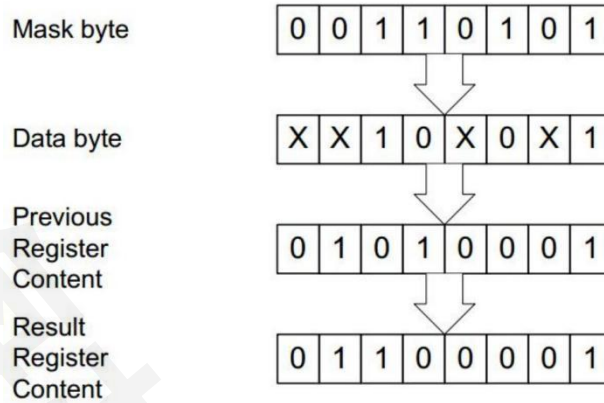 Mask byte 0 0 1 1 0 1 0 1
Data byte X X 1 0 X 0 X 1
Previous
Register 0 1 0 1 0 0 0 1
Content
Result
Register 0 1 1 0 0 0 0 1
Content